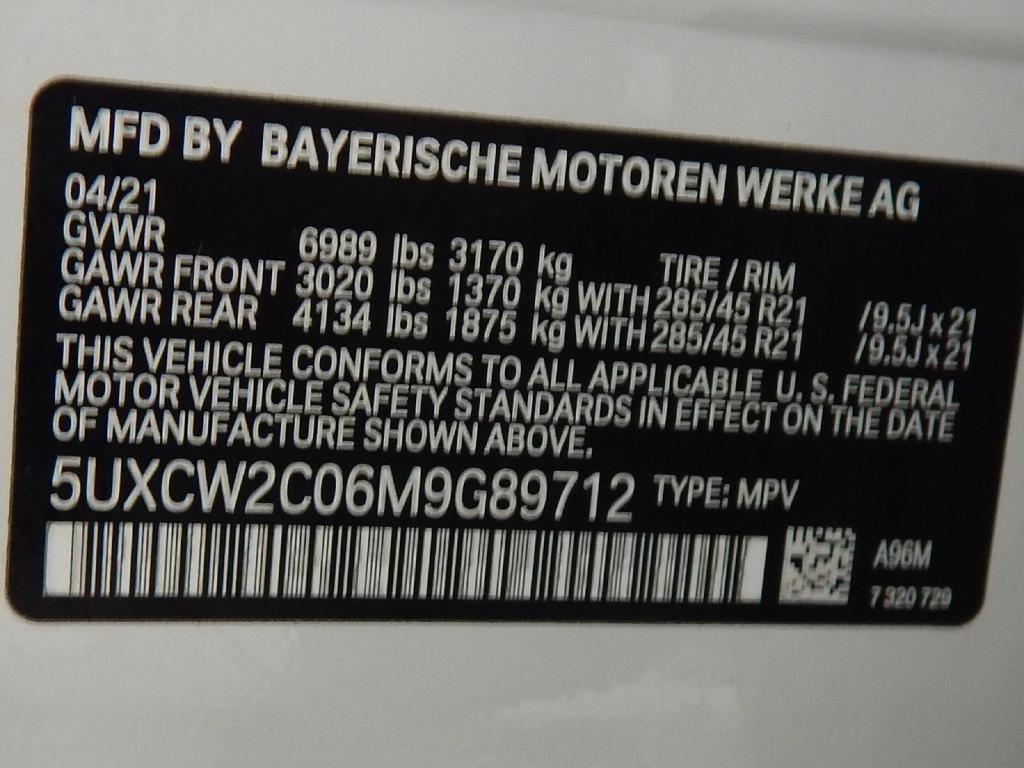 MFD BY BAYERISCHE MOTOREN WERKE AG
04/21
GVWR 6989 lbs 3170 kg TIRE / RIM
GAWR FRONT 3020 lbs 1370 kg WITH 285/45 R21 /9.5J x 21
GAWR REAR 4134 lbs 1875 kg WITH 285/45 R21 /9.5J x 21
THIS VEHICLE CONFORMS TO ALL APPLICABLE U. S. FEDERAL
MOTOR VEHICLE SAFETY STANDARDS IN EFFECT ON THE DATE
OF MANUFACTURE SHOWN ABOVE.
5UXCW2C06M9G89712 TYPE: MPV
A96M
7 320 729